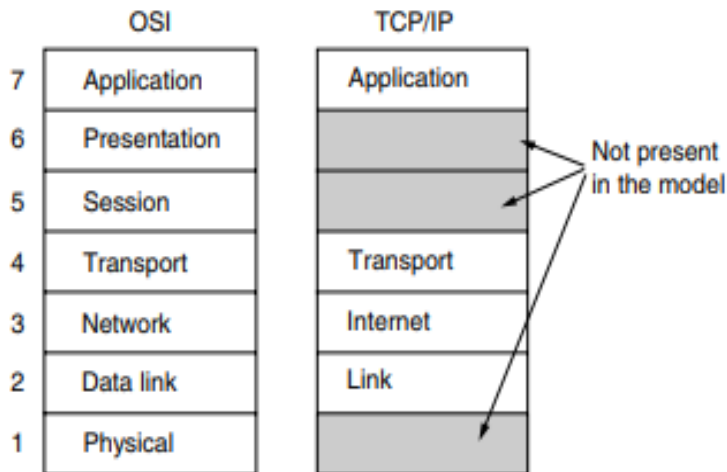 OSI TCP/IP
7 Application Application
6 Presentation
Not present
in the model
5 Session
4 Transport Transport
3 Network Internet
2 Data link Link
1 Physical